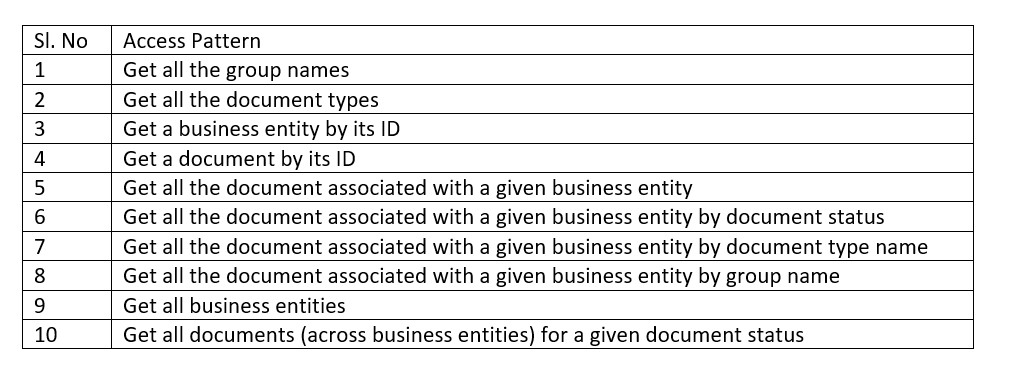 Sl. No Access Pattern
1 Get all the group names
2 Get all the document types
3 Get a business entity by its ID
4 Get a document by its ID
5 Get all the document associated with a given business entity
6 Get all the document associated with a given business entity by document status
7 Get all the document associated with a given business entity by document type name
8 Get all the document associated with a given business entity by group name
9 Get all business entities
10 Get all documents (across business entities) for a given document status